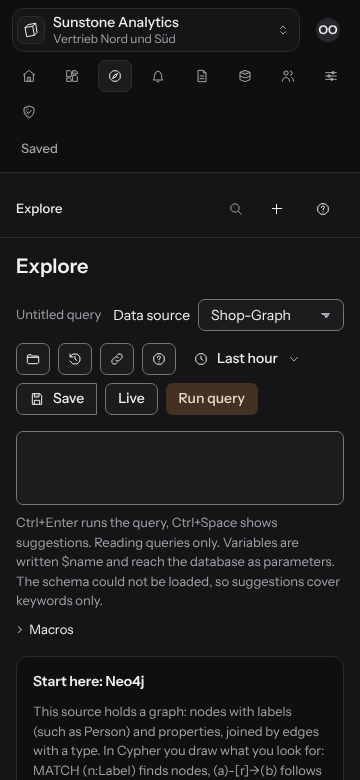 Sunstone Analytics
Vertrieb Nord und Süd
OO
Saved
Explore
Explore
Untitled query
Data source
Shop-Graph
Last hour
Save
Live
Run query
Ctrl+Enter runs the query, Ctrl+Space shows
suggestions. Reading queries only. Variables are
written $name and reach the database as parameters.
The schema could not be loaded, so suggestions cover
keywords only.
Macros
Start here: Neo4j
This source holds a graph: nodes with labels
(such as Person) and properties, joined by edges
with a type. In Cypher you draw what you look for:
MATCH (n:Label) finds nodes, (a)-[r]->(b) follows